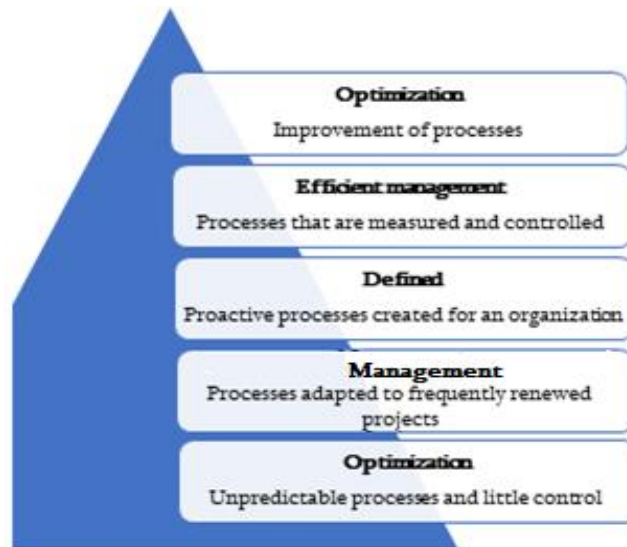 Optimization
Improvement of processes
Efficient management
Processes that are measured and controlled
Defined
Proactive processes created for an organization
Management
Processes adapted to frequently renewed
projects
Optimization
Unpredictable processes and little control